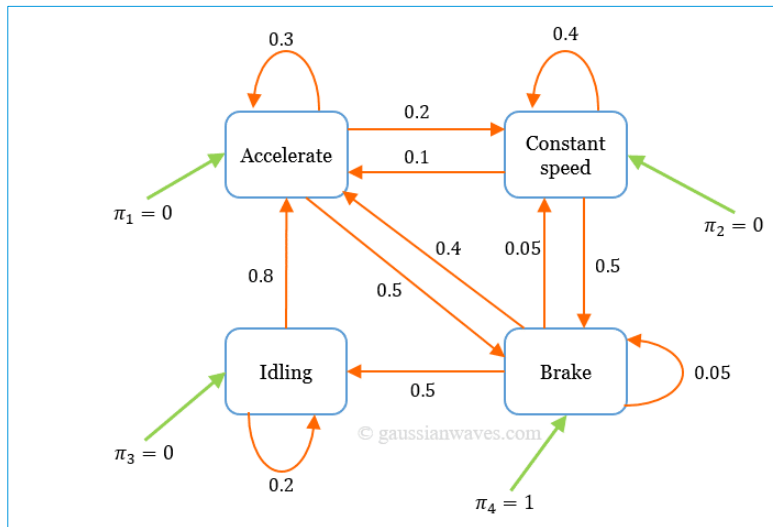 0.3
0.4
0.2
Accelerate
Constant
speed
0.1
π₁ = 0
π₂ = 0
0.8
0.4
0.05
0.5
0.5
Idling
Brake
0.5
0.05
© gaussianwaves.com
π₃ = 0
0.2
π₄ = 1